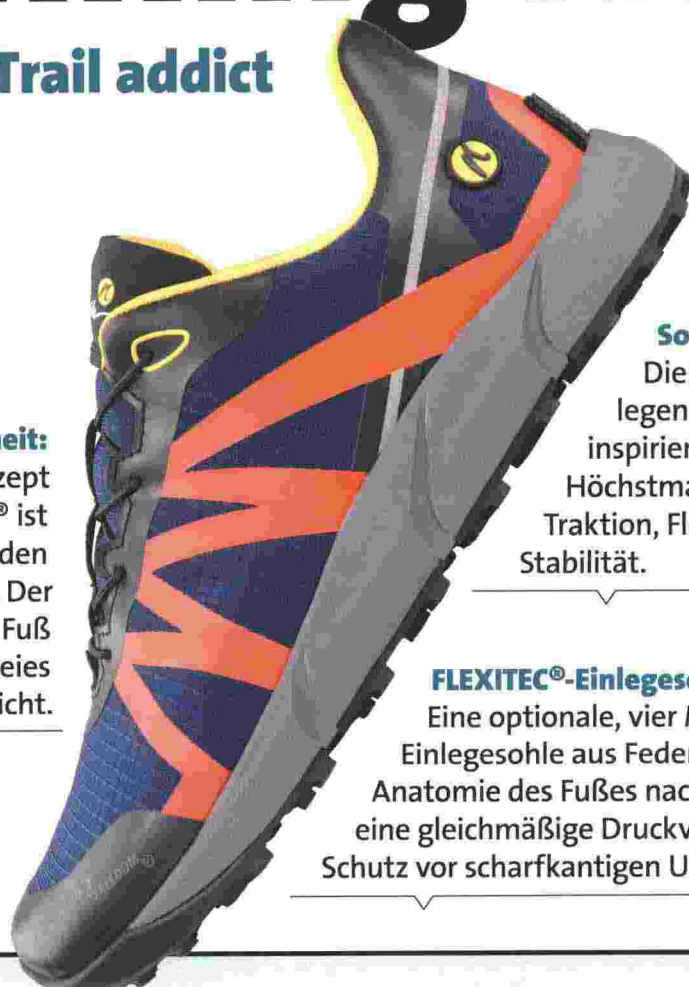 Trail addict
eit:
zept
® ist
den
Der
Fuß
eies
icht.
So
Die
legen
inspirier
Höchstma
Traktion, Fl
Stabilität.
FLEXITEC®-Einleges
Eine optionale, vier
Einlegesohle aus Feder
Anatomie des Fußes nac
eine gleichmäßige Druckv
Schutz vor scharfkantigen U